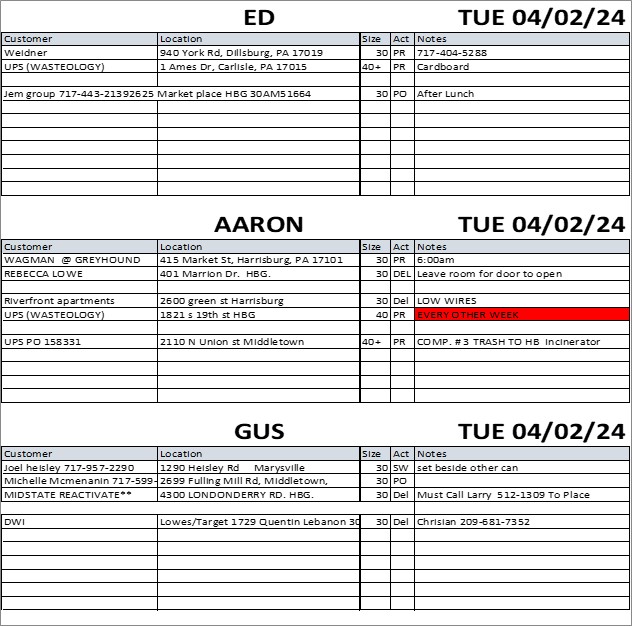 ED TUE 04/02/24
Customer Location Size Act Notes
Weidner 940 York Rd, Dillsburg, PA 17019 30 PR 717-404-5288
UPS (WASTEOLOGY) 1 Ames Dr, Carlisle, PA 17015 40+ PR Cardboard
Jem group 717-443-21392625 Market place HBG 30AM51664 30 PO After Lunch
AARON TUE 04/02/24
Customer Location Size Act Notes
WAGMAN @ GREYHOUND 415 Market St, Harrisburg, PA 17101 30 PR 6:00am
REBECCA LOWE 401 Marrion Dr. HBG. 30 DEL Leave room for door to open
Riverfront apartments 2600 green st Harrisburg 30 Del LOW WIRES
UPS (WASTEOLOGY) 1821 s 19th st HBG 40 PR EVERY OTHER WEEK
UPS PO 158331 2110 N Union st Middletown 40+ PR COMP. #3 TRASH TO HB Incinerator
GUS TUE 04/02/24
Customer Location Size Act Notes
Joel heisley 717-957-2290 1290 Heisley Rd Marysville 30 SW set beside other can
Michelle Mcmenanin 717-599- 2699 Fulling Mill Rd, Middletown, 30 PO
MIDSTATE REACTIVATE** 4300 LONDONDERRY RD. HBG. 30 Del Must Call Larry 512-1309 To Place
DWI Lowes/Target 1729 Quentin Lebanon 30 30 Del Chrisian 209-681-7352